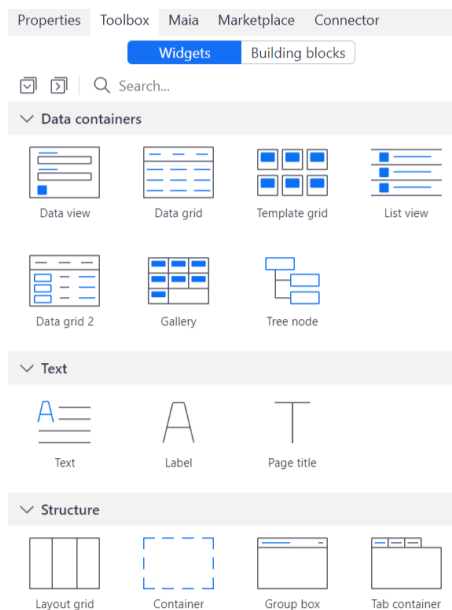 Properties Toolbox Maia Marketplace Connector
Widgets Building blocks
Search...
Data containers
Data view Data grid Template grid List view
Data grid 2 Gallery Tree node
Text
Text Label Page title
Structure
Layout grid Container Group box Tab container